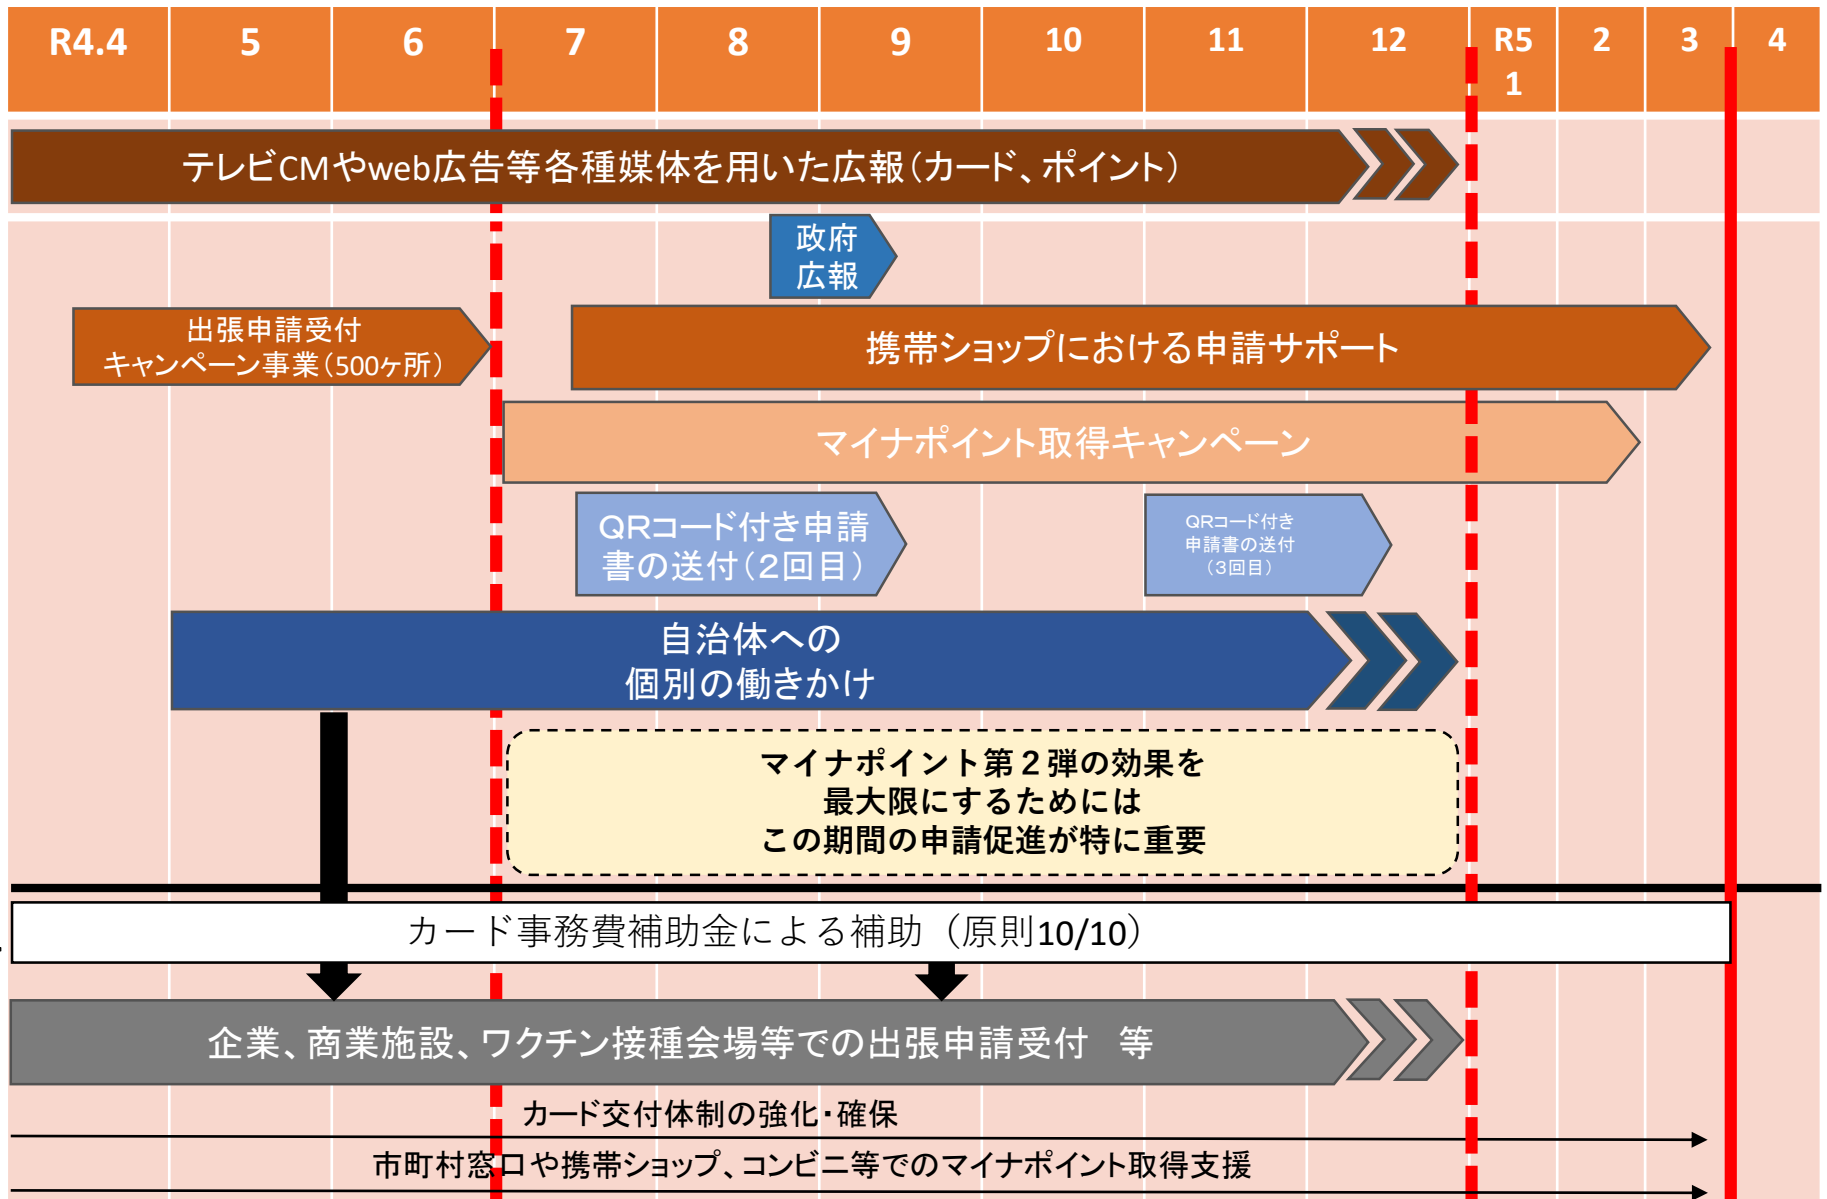 R4.4 5 6 7 8 9 10 11 12 R5 2 3 4
1
テレビCMやweb広告等各種媒体を用いた広報（カード、ポイント）
政府
広報
出張申請受付
キャンペーン事業（500ヶ所）
携帯ショップにおける申請サポート
マイナポイント取得キャンペーン
QRコード付き申請
書の送付（2回目）
QRコード付き
申請書の送付
（3回目）
自治体への
個別の働きかけ
マイナポイント第２弾の効果を
最大限にするためには
この期間の申請促進が特に重要
カード事務費補助金による補助（原則10/10）
企業、商業施設、ワクチン接種会場等での出張申請受付　等
カード交付体制の強化・確保
市町村窓口や携帯ショップ、コンビニ等でのマイナポイント取得支援